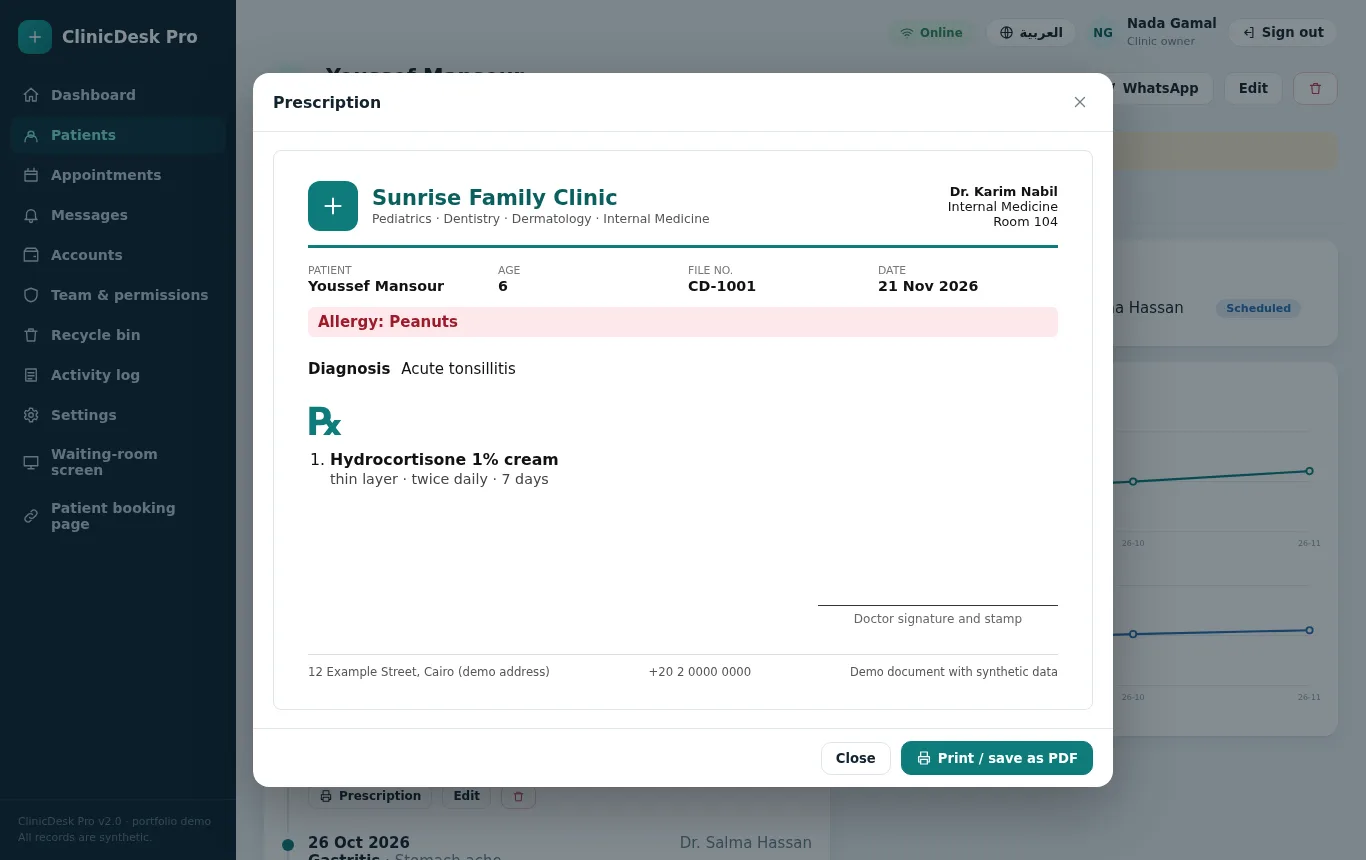 ClinicDesk Pro
Dashboard
Patients
Appointments
Messages
Accounts
Team & permissions
Recycle bin
Activity log
Settings
Waiting-room
screen
Patient booking
page
ClinicDesk Pro v2.0 · portfolio demo
All records are synthetic.
Online
العربية
NG
Nada Gamal
Clinic owner
Sign out
Youssef Mansour
WhatsApp
Edit
Prescription
Sunrise Family Clinic
Pediatrics · Dentistry · Dermatology · Internal Medicine
Dr. Karim Nabil
Internal Medicine
Room 104
PATIENT
Youssef Mansour
AGE
6
FILE NO.
CD-1001
DATE
21 Nov 2026
Allergy: Peanuts
Diagnosis Acute tonsillitis
℞
1. Hydrocortisone 1% cream
thin layer · twice daily · 7 days
Doctor signature and stamp
12 Example Street, Cairo (demo address)
+20 2 0000 0000
Demo document with synthetic data
Close
Print / save as PDF
Hassan
Scheduled
26-10
26-11
26-10
26-11
Prescription
Edit
26 Oct 2026
Dr. Salma Hassan
Gastritis · Stomach ache